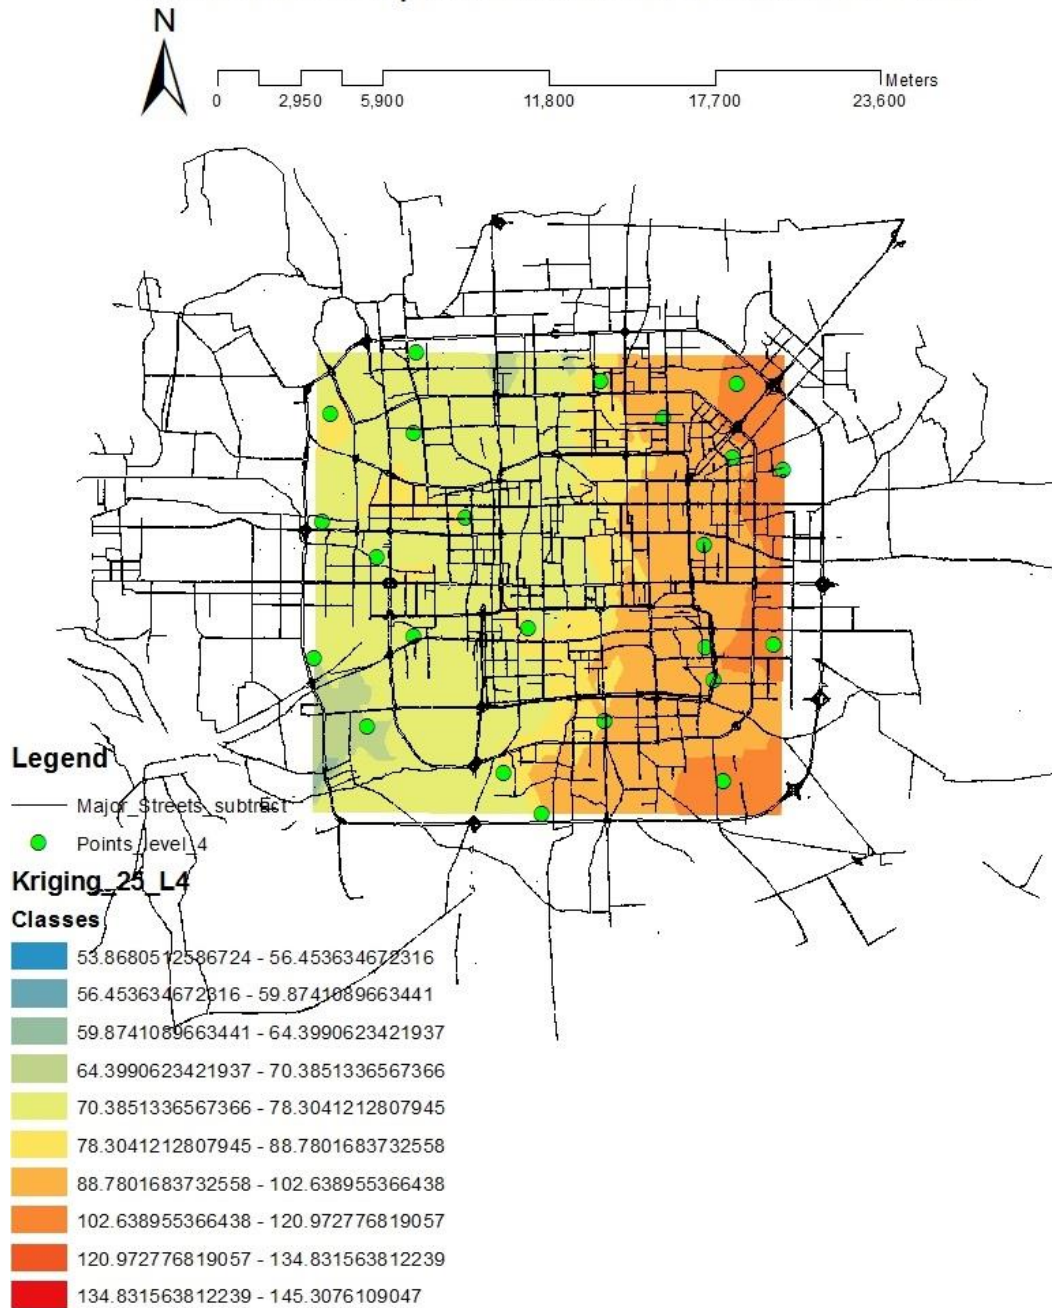 N
Meters
0 2,950 5,900 11,800 17,700 23,600
Legend
Major_Streets_subtract
Points_level_4
Kriging_25_L4
Classes
53.8680512586724 - 56.453634672316
56.453634672316 - 59.8741089663441
59.8741089663441 - 64.3990623421937
64.3990623421937 - 70.3851336567366
70.3851336567366 - 78.3041212807945
78.3041212807945 - 88.7801683732558
88.7801683732558 - 102.638955366438
102.638955366438 - 120.972776819057
120.972776819057 - 134.831563812239
134.831563812239 - 145.3076109047